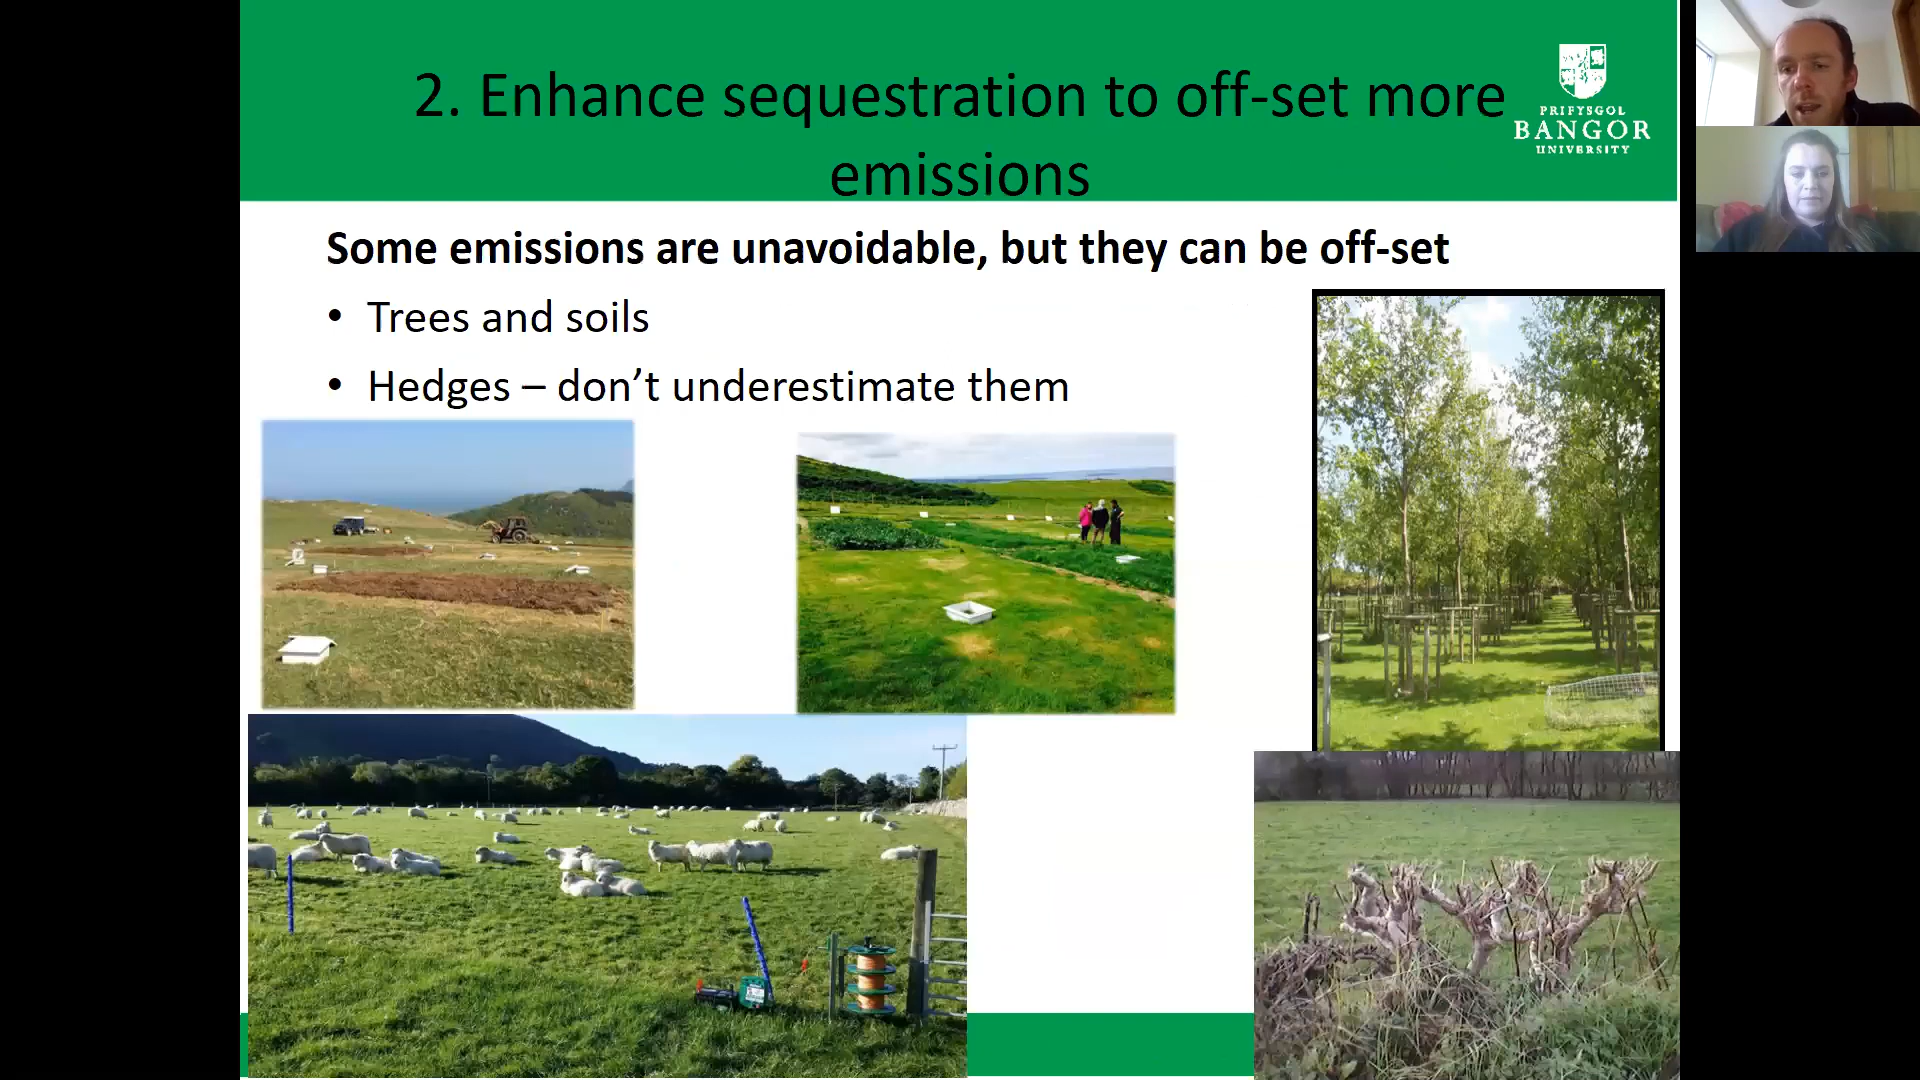 2. Enhance sequestration to off-set more
emissions
PRIFYSGOL
BANGOR
UNIVERSITY
Some emissions are unavoidable, but they can be off-set
• Trees and soils
• Hedges – don’t underestimate them